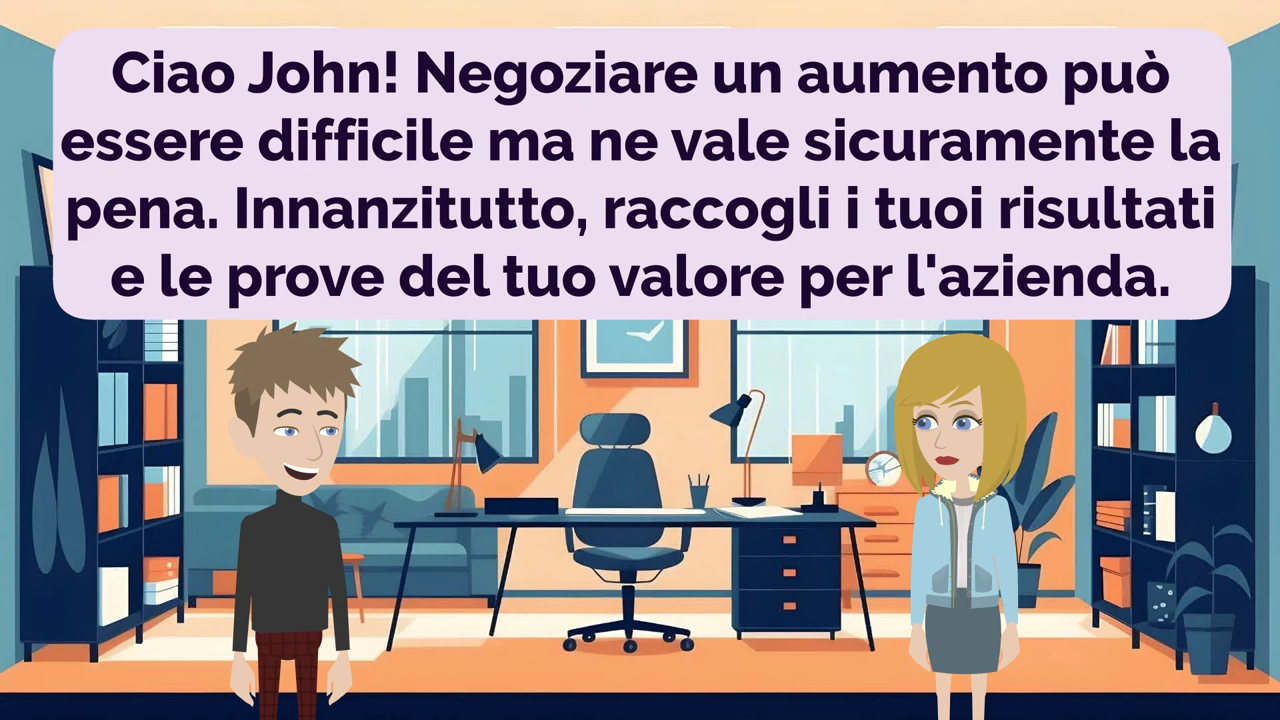 Ciao John! Negoziare un aumento può
essere difficile ma ne vale sicuramente la
pena. Innanzitutto, raccogli i tuoi risultati
e le prove del tuo valore per l'azienda.